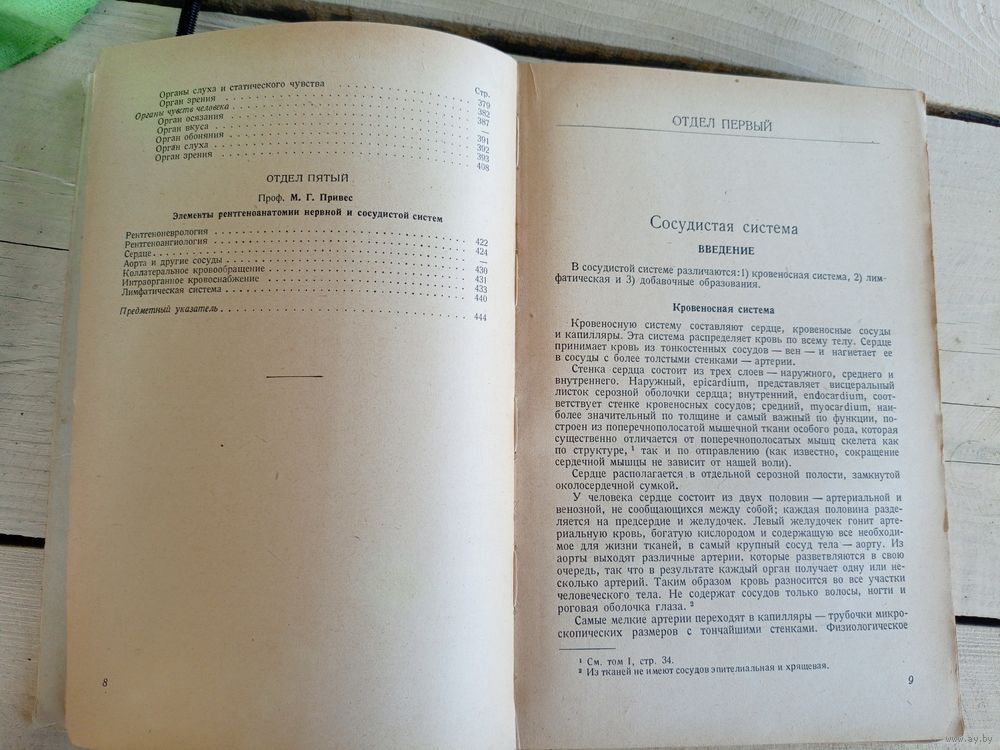 Стр.
Органы слуха и статического чувства
Орган зрения 379
Органы чувств человека 382
Орган осязания 387
Орган вкуса —
Орган обоняния 391
Орган слуха 392
Орган зрения 393
408
ОТДЕЛ ПЯТЫЙ
Проф. М. Г. Привес
Элементы рентгеноанатомии нервной и сосудистой систем
Рентгеноневрология
Рентгеноангиология 422
Сердце 424
Аорта и другие сосуды —
Коллатеральное кровообращение 430
Интраорганное кровоснабжение 431
Лимфатическая система 433
440
Предметный указатель 444
8
ОТДЕЛ ПЕРВЫЙ
Сосудистая система
ВВЕДЕНИЕ
В сосудистой системе различаются: 1) кровеносная система, 2) лим-
фатическая и 3) добавочные образования.
Кровеносная система
Кровеносную систему составляют сердце, кровеносные сосуды
и капилляры. Эта система распределяет кровь по всему телу. Сердце
принимает кровь из тонкостенных сосудов — вен — и нагнетает ее
в сосуды с более толстыми стенками — артерии.
Стенка сердца состоит из трех слоев — наружного, среднего и
внутреннего. Наружный, epicardium, представляет висцеральный
листок серозной оболочки сердца; внутренний, endocardium, соот-
ветствует стенке кровеносных сосудов; средний, myocardium, наи-
более значительный по толщине и самый важный по функции, по-
строен из поперечнополосатой мышечной ткани особого рода, которая
существенно отличается от поперечнополосатых мышц скелета как
по структуре, ¹ так и по отправлению (как известно, сокращение
сердечной мышцы не зависит от нашей воли).
Сердце располагается в отдельной серозной полости, замкнутой
околосердечной сумкой.
У человека сердце состоит из двух половин — артериальной и
венозной, не сообщающихся между собой; каждая половина разде-
ляется на предсердие и желудочек. Левый желудочек гонит арте-
риальную кровь, богатую кислородом и содержащую все необходи-
мое для жизни тканей, в самый крупный сосуд тела — аорту. Из
аорты выходят различные артерии, которые разветвляются в свою
очередь, так что в результате каждый орган получает одну или не-
сколько артерий. Таким образом кровь разносится во все участки
человеческого тела. Не содержат сосудов только волосы, ногти и
роговая оболочка глаза. ²
Самые мелкие артерии переходят в капилляры — трубочки микро-
скопических размеров с тончайшими стенками. Физиологическое
¹ См. том I, стр. 34.
² Из тканей не имеют сосудов эпителиальная и хрящевая.
9
www.ay.by